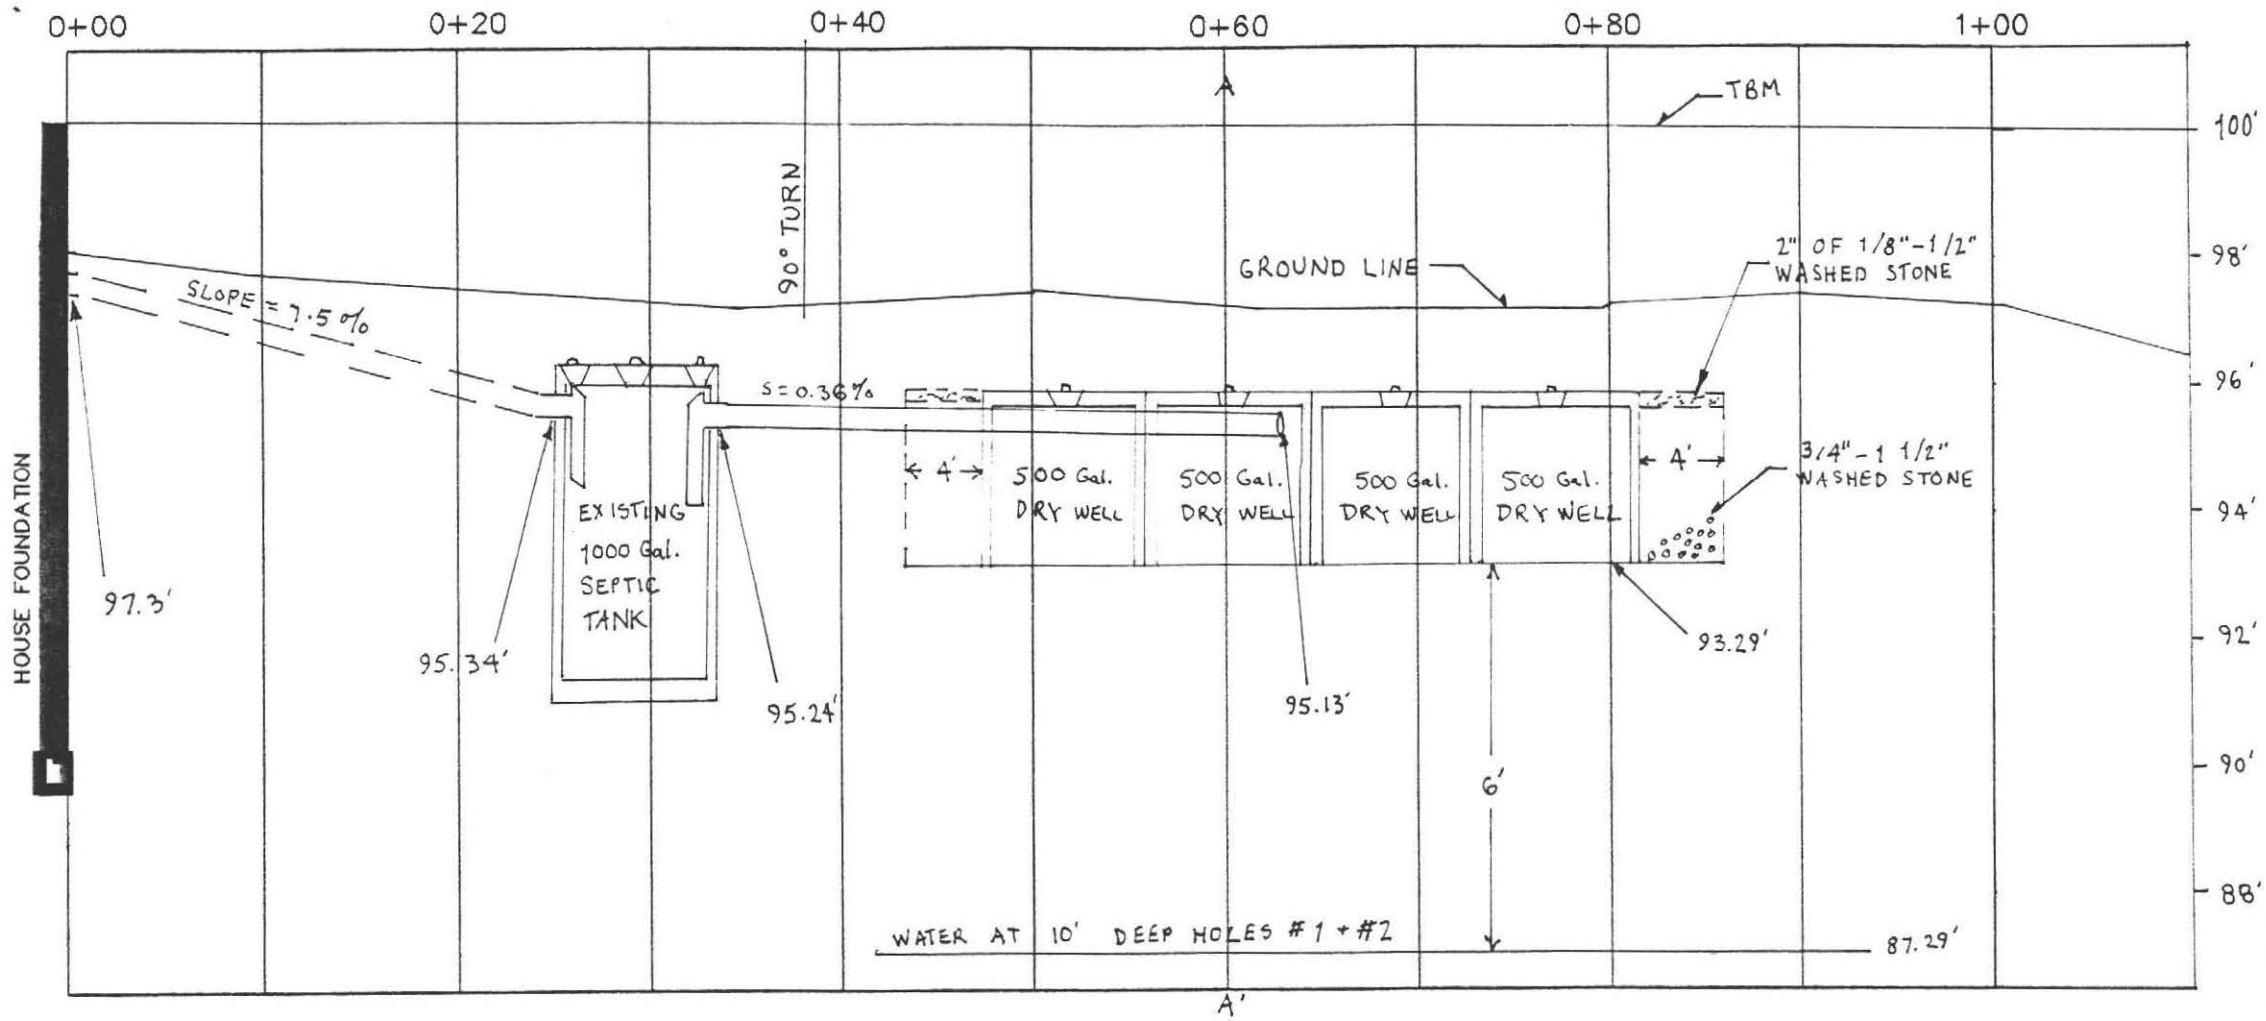 0+00 0+20 0+40 0+60 0+80 1+00
A
TBM
100'
90° TURN
2" OF 1/8"-1/2"
WASHED STONE
98'
GROUND LINE
SLOPE = 7.5%
S = 0.36%
96'
3/4"-1 1/2"
WASHED STONE
4'
4'
500 Gal.
DRY WELL
500 Gal.
DRY WELL
500 Gal.
DRY WELL
500 Gal.
DRY WELL
94'
EXISTING
1000 Gal.
SEPTIC
TANK
HOUSE FOUNDATION
97.3'
95.34'
95.24'
95.13'
93.29'
92'
90'
6'
88'
WATER AT 10' DEEP HOLES #1 + #2
87.29'
A'